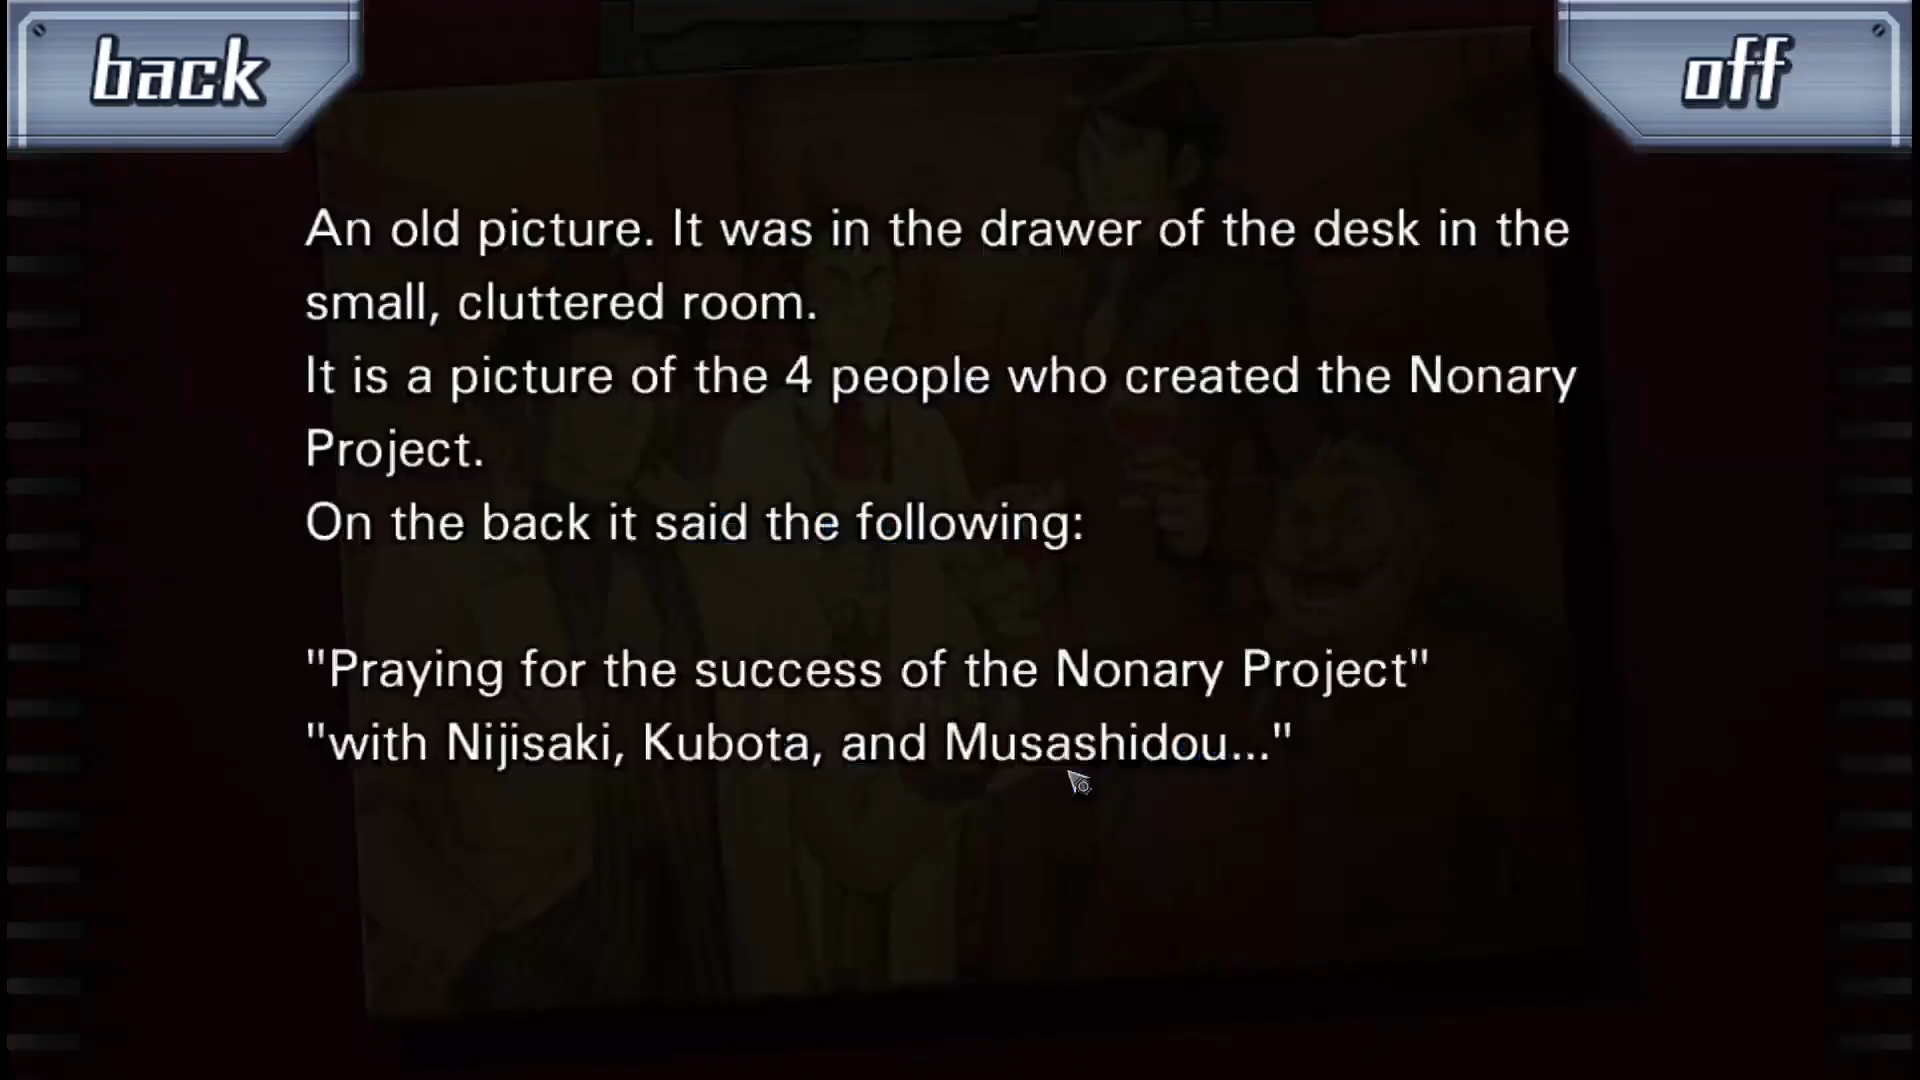 back
off
An old picture. It was in the drawer of the desk in the
small, cluttered room.
It is a picture of the 4 people who created the Nonary
Project.
On the back it said the following:
"Praying for the success of the Nonary Project"
"with Nijisaki, Kubota, and Musashidou..."